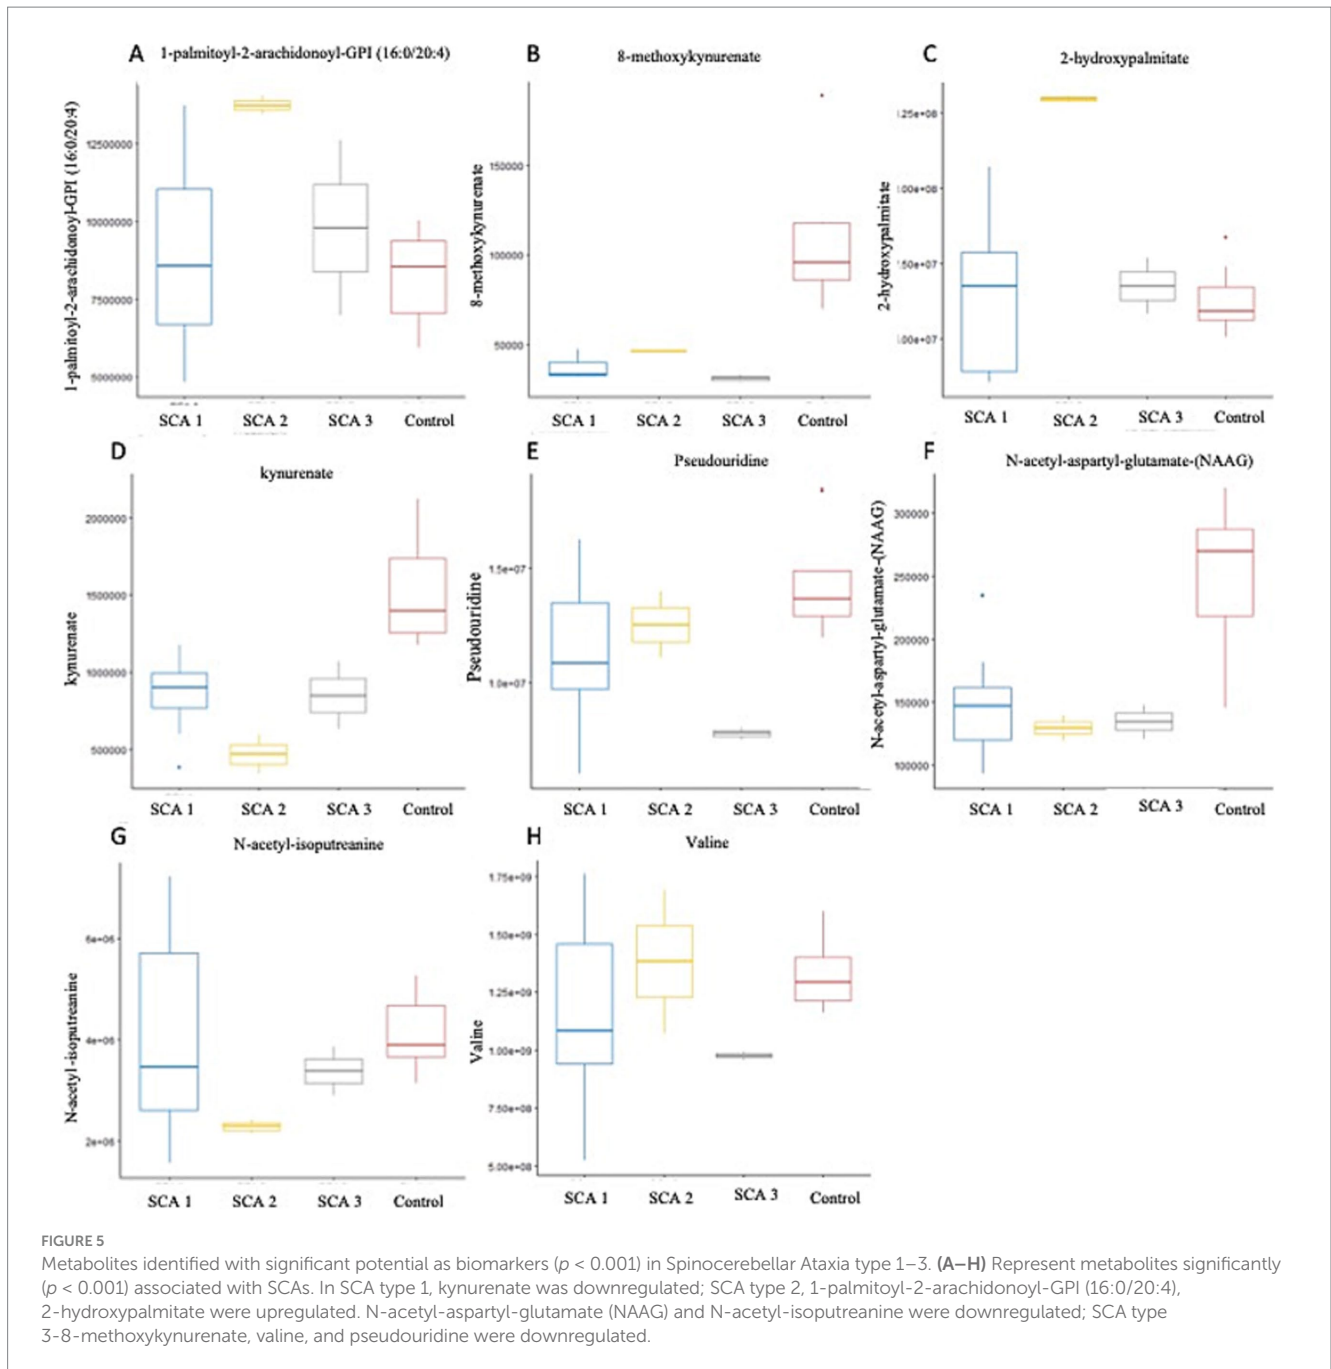 A 1-palmitoyl-2-arachidonoyl-GPI (16:0/20:4)
1-palmitoyl-2-arachidonoyl-GPI (16:0/20:4)
12500000
10000000
7500000
5000000
SCA 1 SCA 2 SCA 3 Control
B 8-methoxykynurenate
8-methoxykynurenate
150000
100000
50000
SCA 1 SCA 2 SCA 3 Control
C 2-hydroxypalmitate
2-hydroxypalmitate
.25e+08
.00e+08
.50e+07
.00e+07
SCA 1 SCA 2 SCA 3 Control
D kynurenate
kynurenate
2000000
1500000
1000000
500000
SCA 1 SCA 2 SCA 3 Control
E Pseudouridine
Pseudouridine
1.5e+07
1.0e+07
SCA 1 SCA 2 SCA 3 Control
F N-acetyl-aspartyl-glutamate-(NAAG)
N-acetyl-aspartyl-glutamate-(NAAG)
300000
250000
200000
150000
100000
SCA 1 SCA 2 SCA 3 Control
G N-acetyl-isoputreanine
N-acetyl-isoputreanine
6e+06
4e+06
2e+06
SCA 1 SCA 2 SCA 3 Control
H Valine
Valine
1.75e+09
1.50e+09
1.25e+09
1.00e+09
7.50e+08
5.00e+08
SCA 1 SCA 2 SCA 3 Control
FIGURE 5
Metabolites identified with significant potential as biomarkers (p < 0.001) in Spinocerebellar Ataxia type 1–3. (A–H) Represent metabolites significantly
(p < 0.001) associated with SCAs. In SCA type 1, kynurenate was downregulated; SCA type 2, 1-palmitoyl-2-arachidonoyl-GPI (16:0/20:4),
2-hydroxypalmitate were upregulated. N-acetyl-aspartyl-glutamate (NAAG) and N-acetyl-isoputreanine were downregulated; SCA type
3-8-methoxykynurenate, valine, and pseudouridine were downregulated.